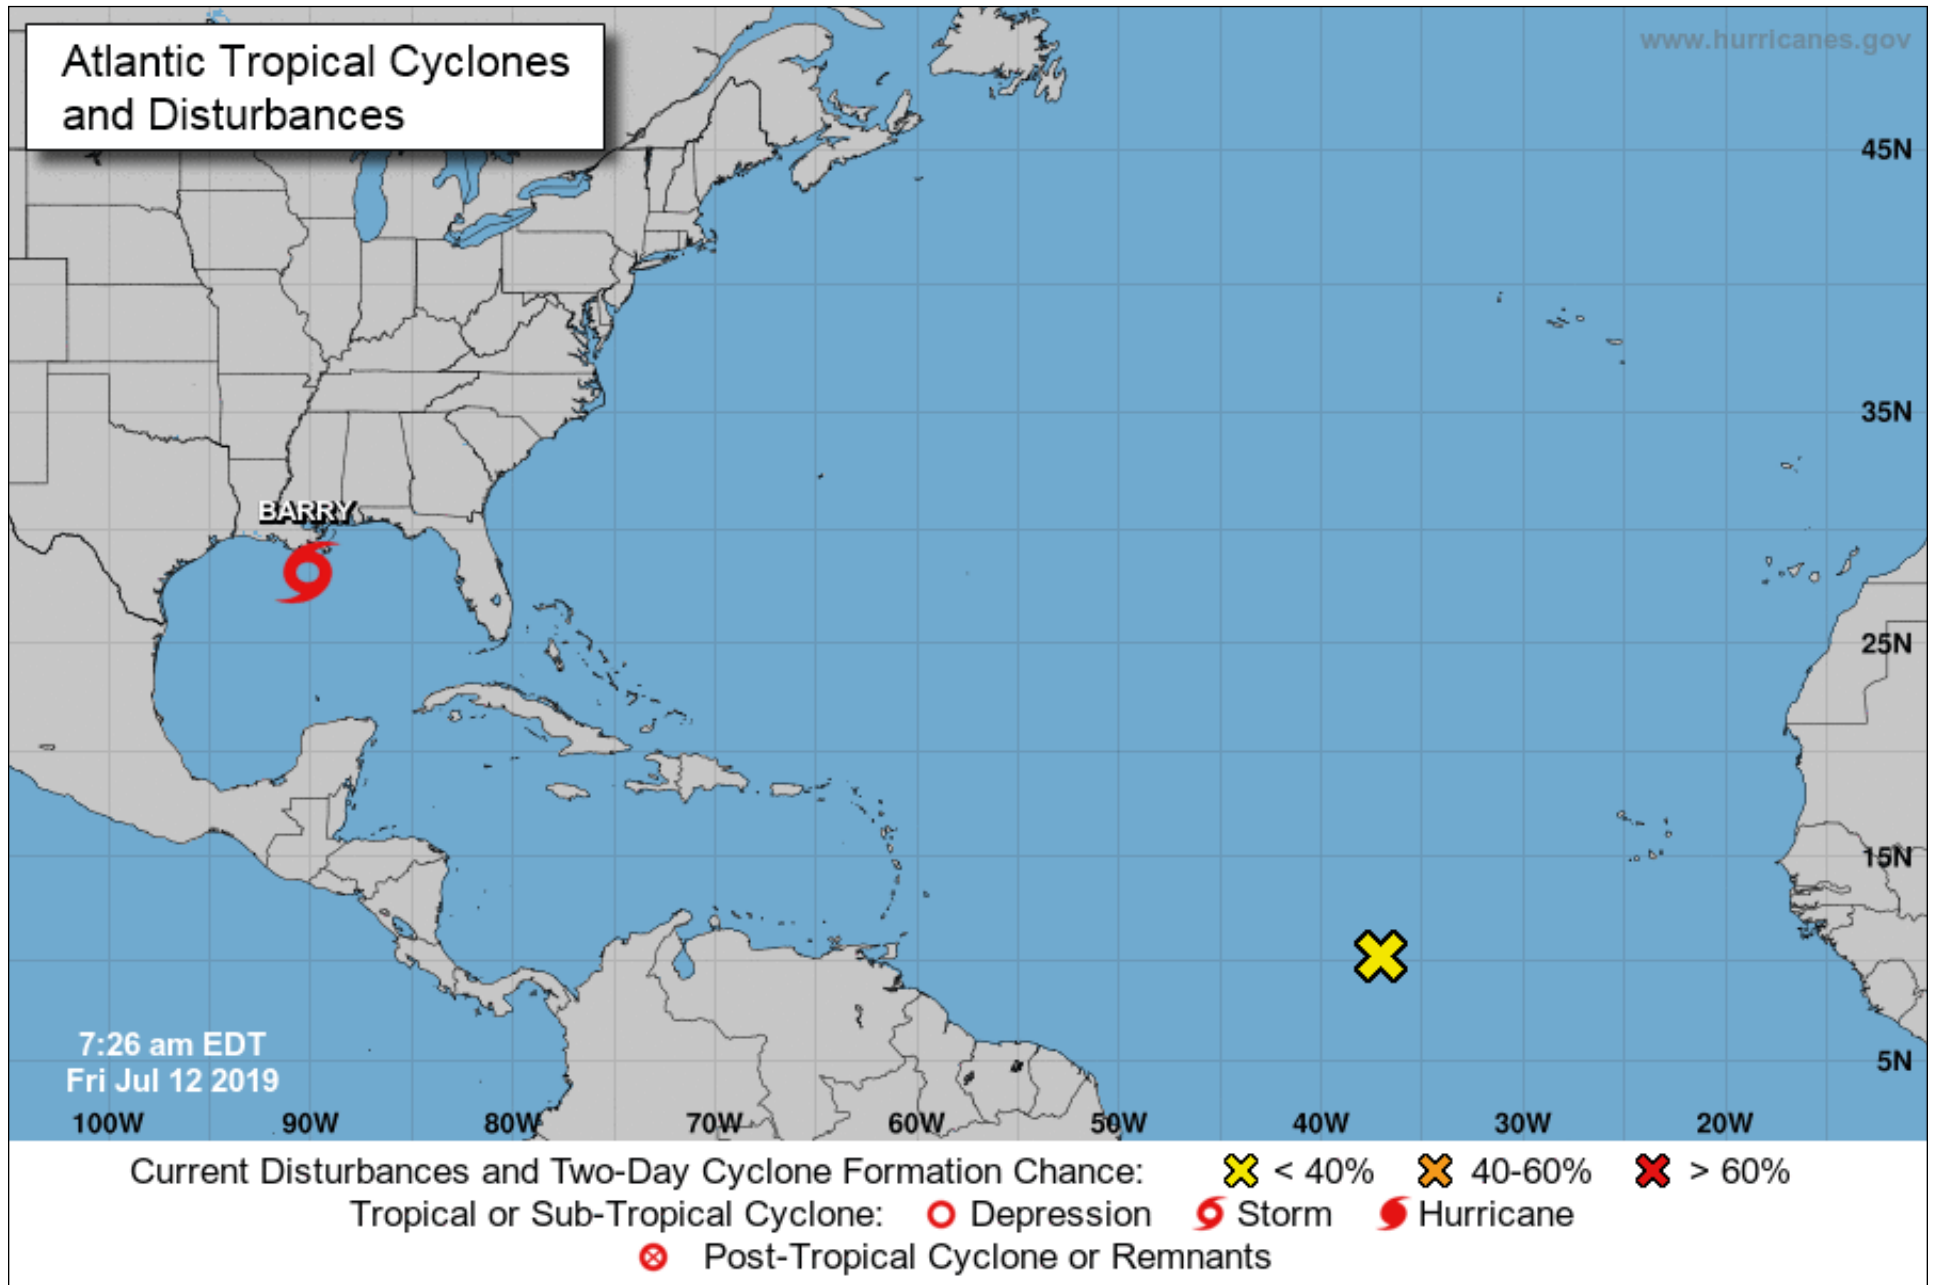 Atlantic Tropical Cyclones
and Disturbances
www.hurricanes.gov
45N
35N
BARRY
25N
15N
5N
7:26 am EDT
Fri Jul 12 2019
100W 90W 80W 70W 60W 50W 40W 30W 20W
Current Disturbances and Two-Day Cyclone Formation Chance: < 40% 40-60% > 60%
Tropical or Sub-Tropical Cyclone: Depression Storm Hurricane
Post-Tropical Cyclone or Remnants